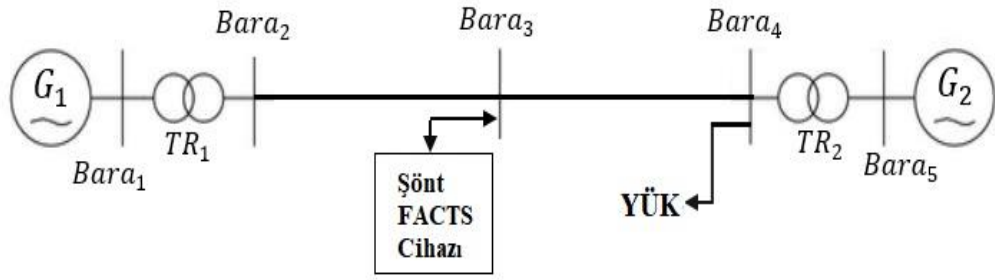 Bara₂
Bara₃
Bara₄
G₁
G₂
TR₁
TR₂
Bara₁
Bara₅
Şönt
FACTS
Cihazı
YÜK